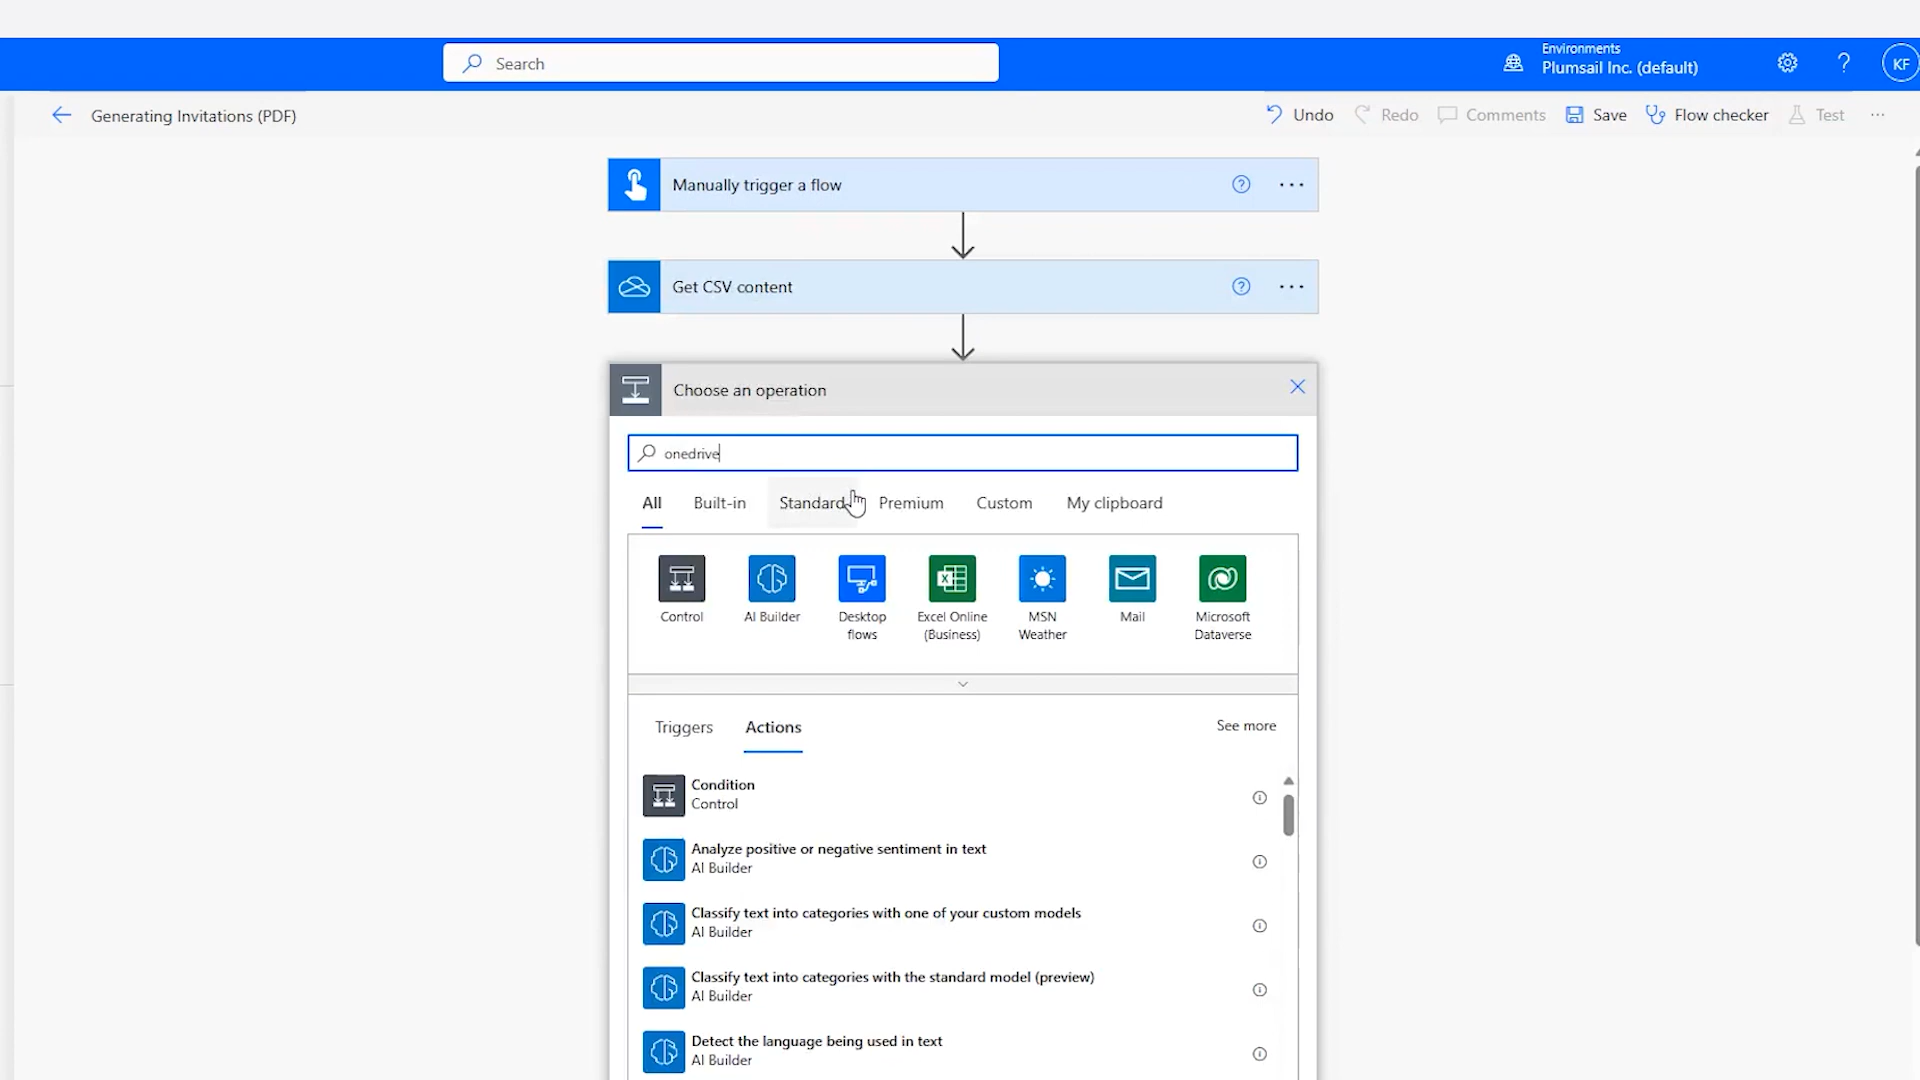 Search
Environments
Plumsail Inc. (default)
?
KF
Generating Invitations (PDF)
Undo
Redo
Comments
Save
Flow checker
Test
...
Manually trigger a flow
?
...
Get CSV content
?
...
Choose an operation
onedrive
All
Built-in
Standard
Premium
Custom
My clipboard
Control
AI Builder
Desktop
flows
Excel Online
(Business)
MSN
Weather
Mail
Microsoft
Dataverse
Triggers
Actions
See more
Condition
Control
Analyze positive or negative sentiment in text
AI Builder
Classify text into categories with one of your custom models
AI Builder
Classify text into categories with the standard model (preview)
AI Builder
Detect the language being used in text
AI Builder